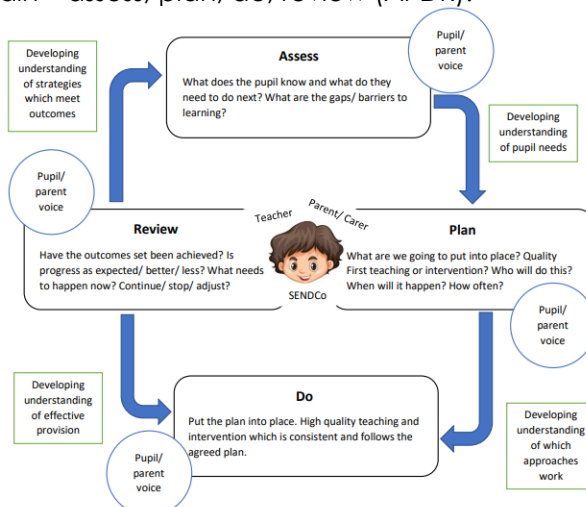 assess, plan, do, review (APDR).
Developing
understanding
of strategies
which meet
outcomes
Assess
What does the pupil know and what do they
need to do next? What are the gaps/ barriers to
learning?
Pupil/
parent
voice
Developing
understanding
of pupil needs
Pupil/
parent
voice
Review
Have the outcomes set been achieved? Is
progress as expected/ better/ less? What needs
to happen now? Continue/ stop/ adjust?
Teacher
Parent/ Carer
SENDCo
Plan
What are we going to put into place? Quality
First teaching or intervention? Who will do this?
When will it happen? How often?
Pupil/
parent
voice
Developing
understanding
of effective
provision
Do
Put the plan into place. High quality teaching and
intervention which is consistent and follows the
agreed plan.
Pupil/
parent
voice
Developing
understanding
of which
approaches
work